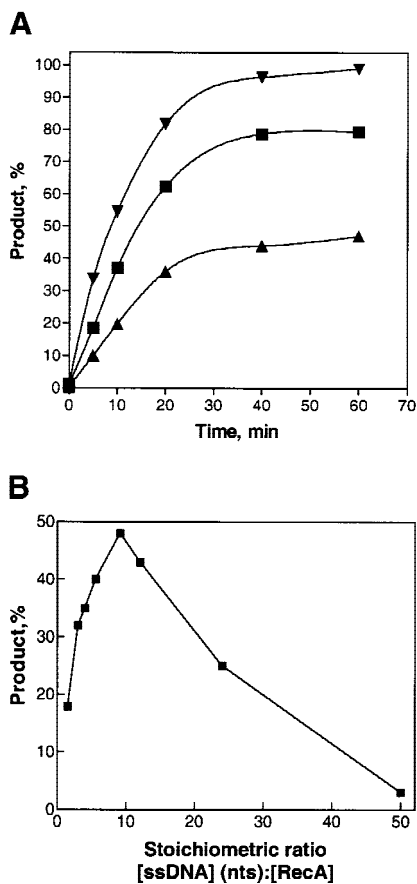 A
100
90
80
70
60
50
40
30
20
10
0
Product, %
0 10 20 30 40 50 60 70
Time, min
B
50
40
30
20
10
0
Product,%
0 10 20 30 40 50
Stoichiometric ratio
[ssDNA] (nts):[RecA]